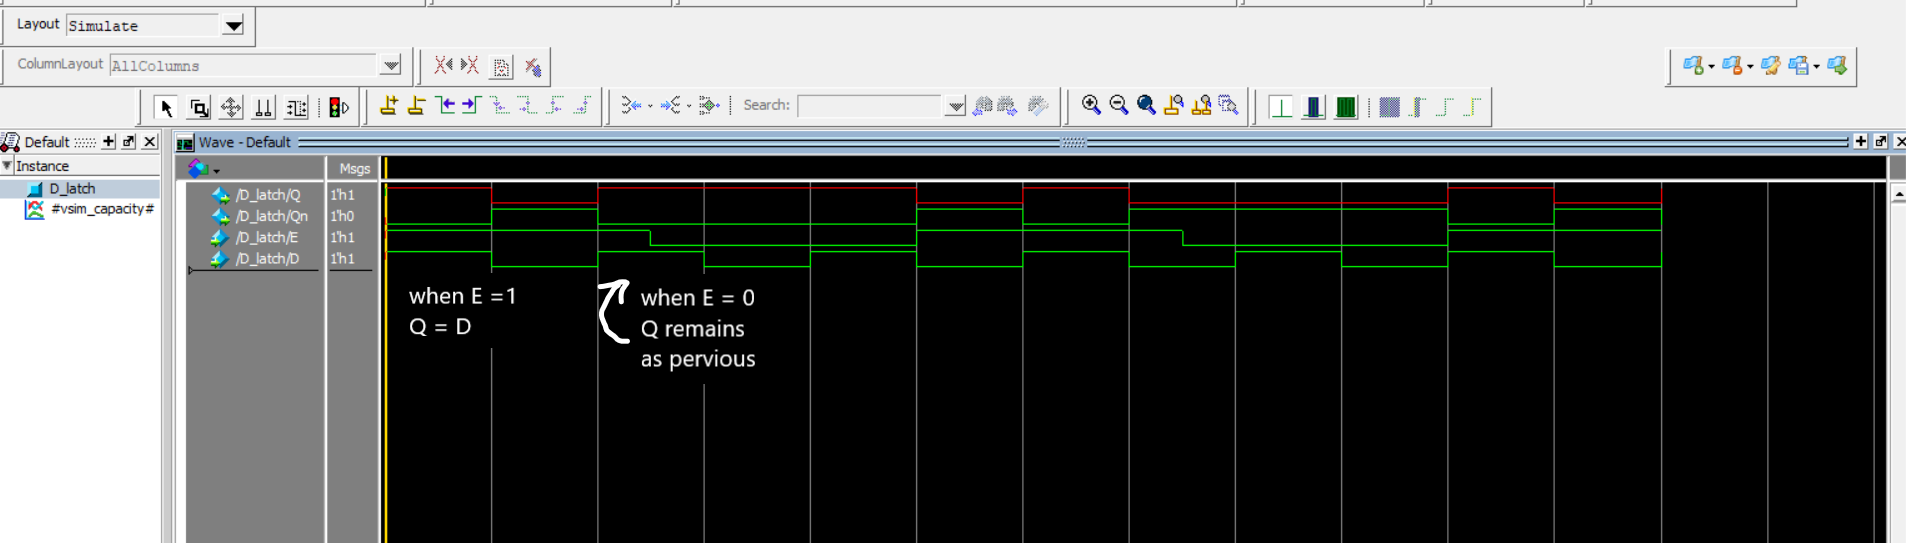 Layout Simulate
ColumnLayout AllColumns
Search:
Default
Wave - Default
Instance
Msgs
D_latch
#vsim_capacity#
/D_latch/Q 1'h1
/D_latch/Qn 1'h0
/D_latch/E 1'h1
/D_latch/D 1'h1
when E =1
Q = D
when E = 0
Q remains
as pervious